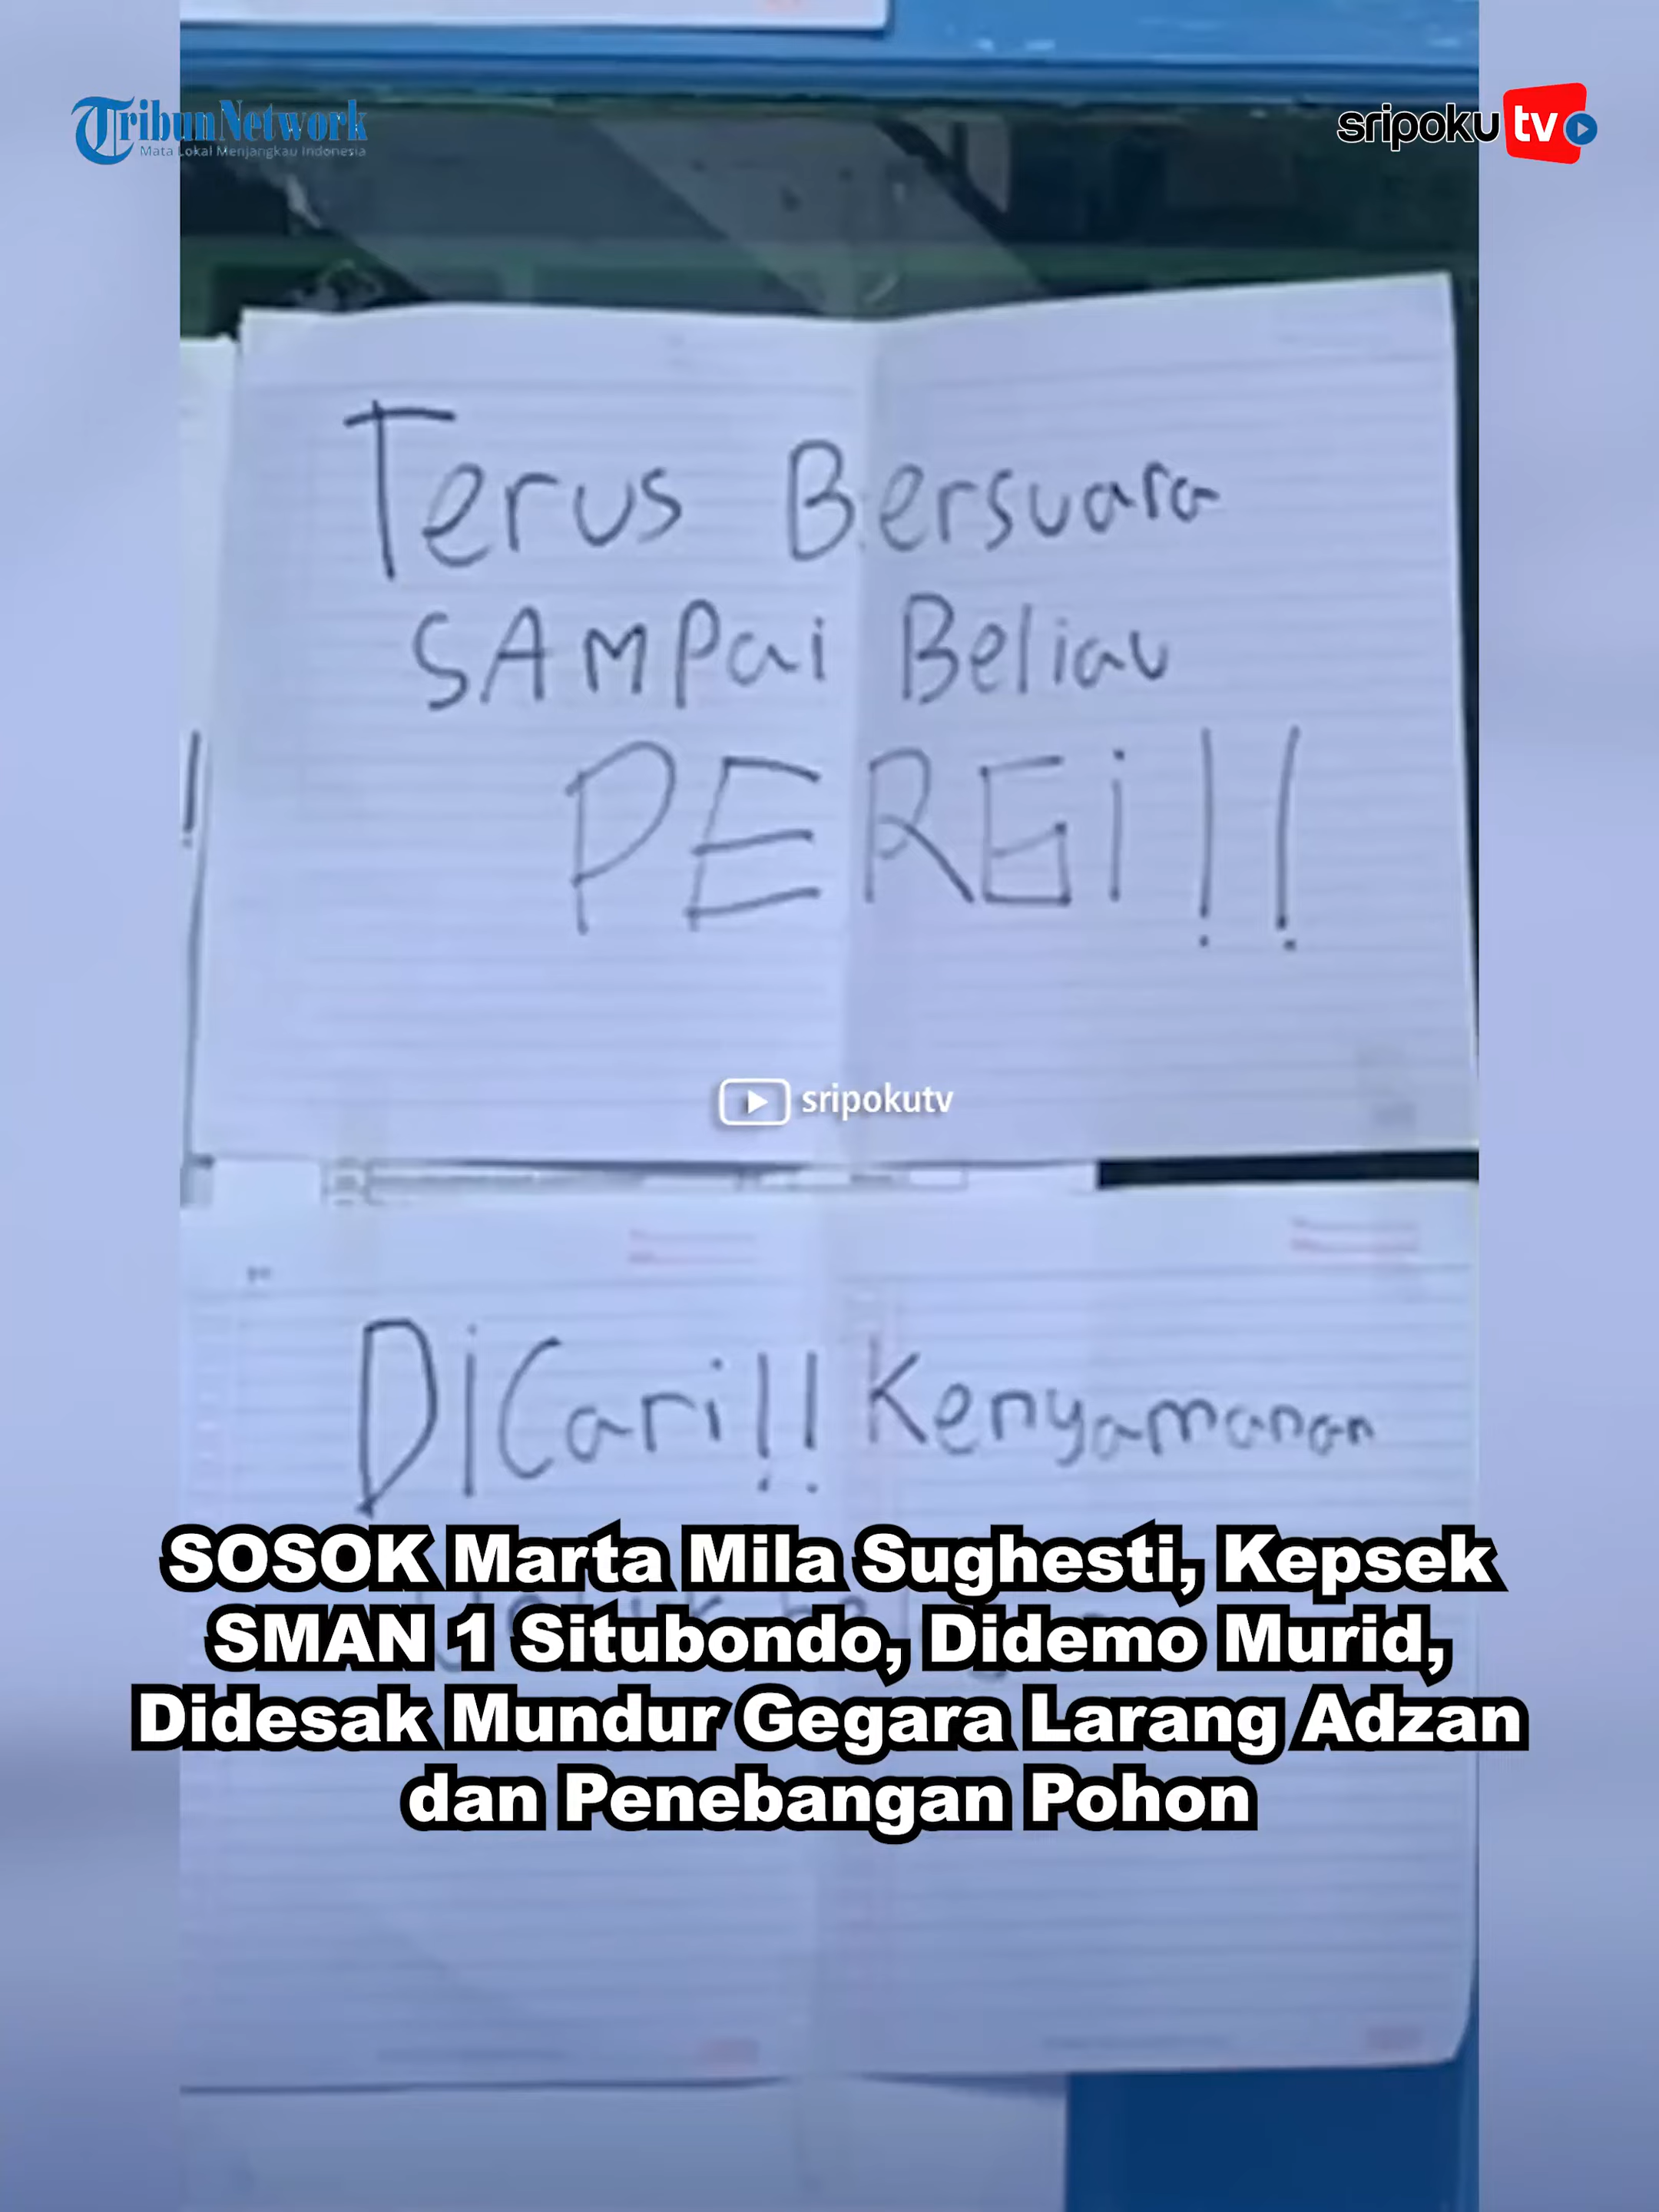 TribunNetwork
Mata Lokal Menjangkau Indonesia
sripoku tv
Terus Bersuara
SAMPai Beliau
PERGi!!
!
sripokutv
DiCari!! Kenyamanan
SOSOK Marta Mila Sughesti, Kepsek
SMAN 1 Situbondo, Didemo Murid,
Didesak Mundur Gegara Larang Adzan
dan Penebangan Pohon